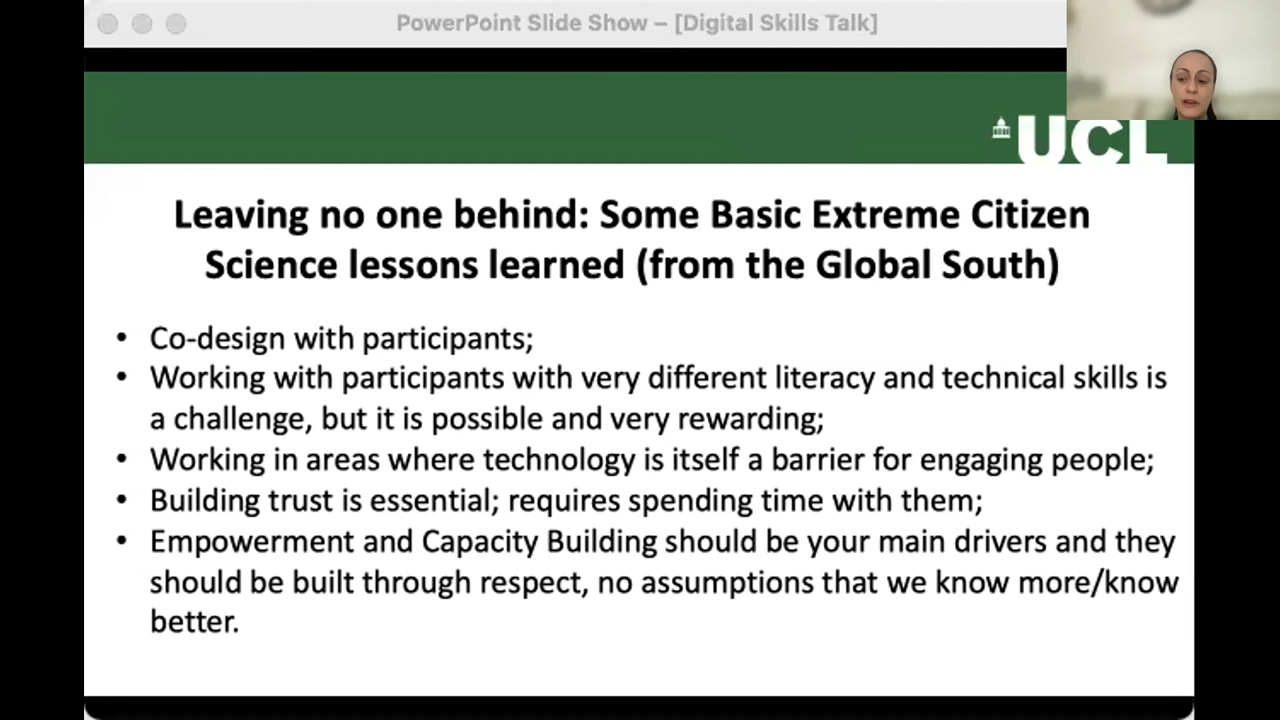 PowerPoint Slide Show – [Digital Skills Talk]
UCL
Leaving no one behind: Some Basic Extreme Citizen
Science lessons learned (from the Global South)
• Co-design with participants;
• Working with participants with very different literacy and technical skills is
a challenge, but it is possible and very rewarding;
• Working in areas where technology is itself a barrier for engaging people;
• Building trust is essential; requires spending time with them;
• Empowerment and Capacity Building should be your main drivers and they
should be built through respect, no assumptions that we know more/know
better.